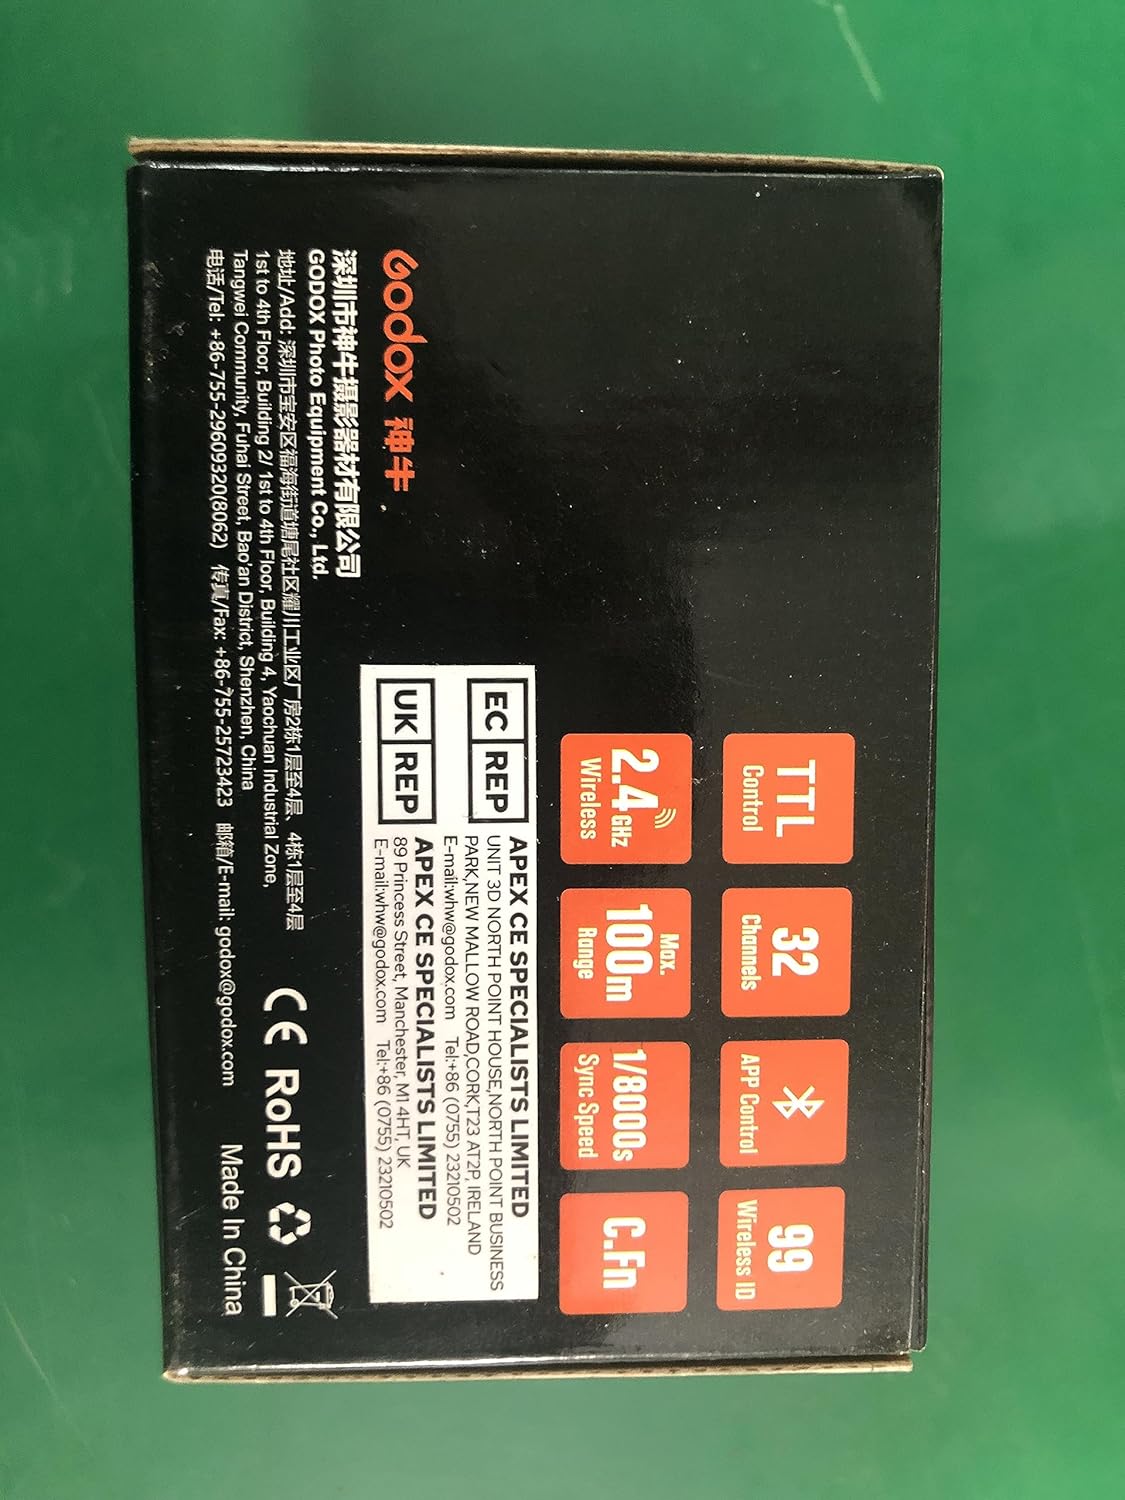 TTL
Control
32
Channels
APP Control
99
Wireless ID
2.4GHz
Wireless
Max.
100m
Range
1/8000s
Sync Speed
C.Fn
Godox 神牛
深圳市神牛摄影器材有限公司
GODOX Photo Equipment Co., Ltd.
地址/Add: 深圳市宝安区福海街道塘尾社区耀川工业区厂房2栋1层至4层、4栋1层至4层
1st to 4th Floor, Building 2/ 1st to 4th Floor, Building 4, Yaochuan Industrial Zone,
Tangwei Community, Fuhai Street, Bao'an District, Shenzhen, China
电话/Tel: +86-755-29609320(8062) 传真/Fax: +86-755-25723423 邮箱/E-mail: godox@godox.com
EC REP
APEX CE SPECIALISTS LIMITED
UNIT 3D NORTH POINT HOUSE,NORTH POINT BUSINESS
PARK,NEW MALLOW ROAD,CORK,T23 AT2P, IRELAND
E-mail:whw@godox.com Tel:+86 (0755) 23210502
UK REP
APEX CE SPECIALISTS LIMITED
89 Princess Street, Manchester, M1 4HT, UK
E-mail:whw@godox.com Tel:+86 (0755) 23210502
CE RoHS
Made In China